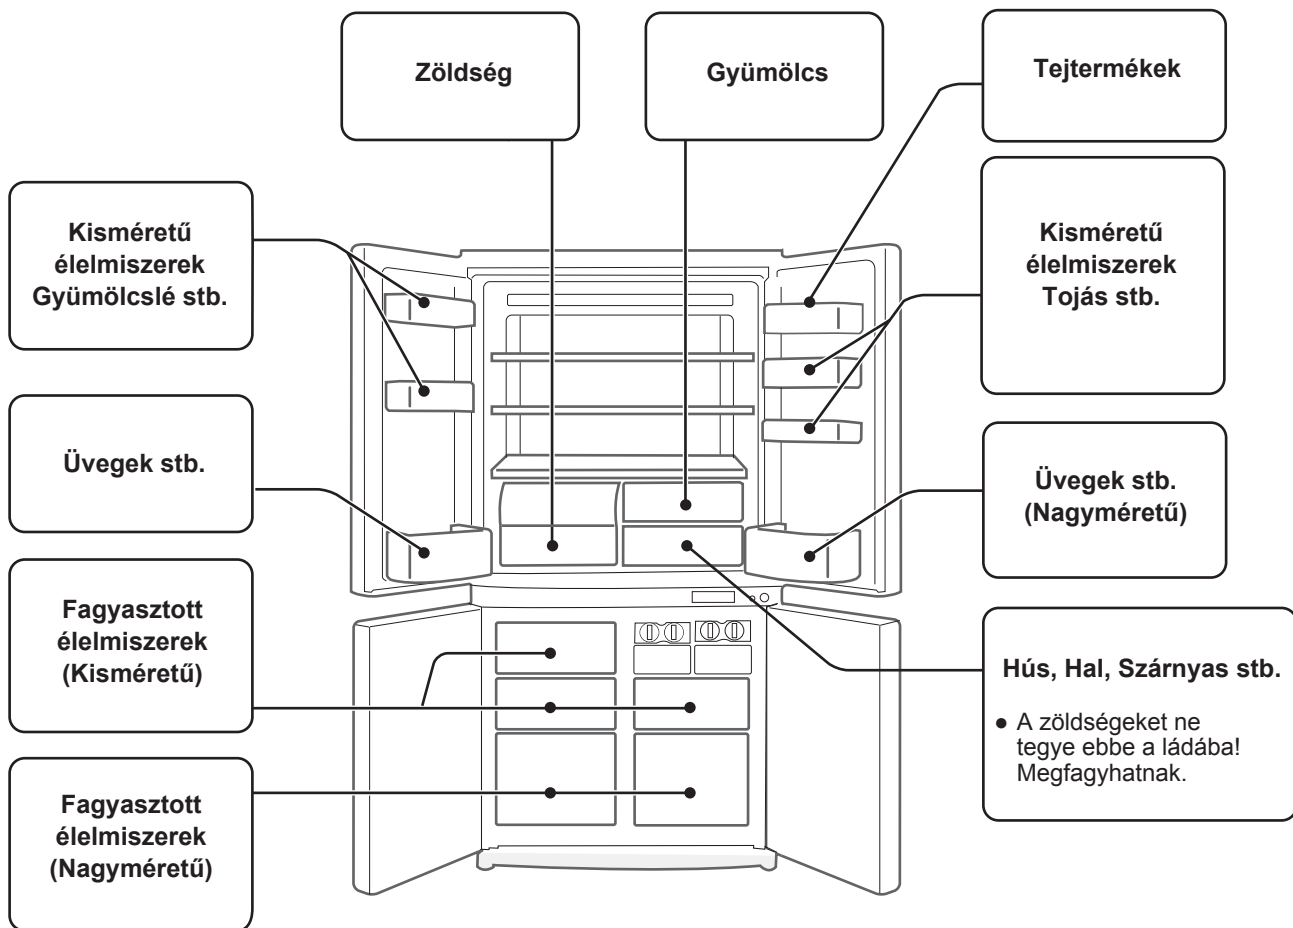 Zöldség
Gyümölcs
Tejtermékek
Kisméretű
élelmiszerek
Gyümölcslé stb.
Kisméretű
élelmiszerek
Tojás stb.
Üvegek stb.
Üvegek stb.
(Nagyméretű)
Fagyasztott
élelmiszerek
(Kisméretű)
Hús, Hal, Szárnyas stb.
● A zöldségeket ne
tegye ebbe a ládába!
Megfagyhatnak.
Fagyasztott
élelmiszerek
(Nagyméretű)